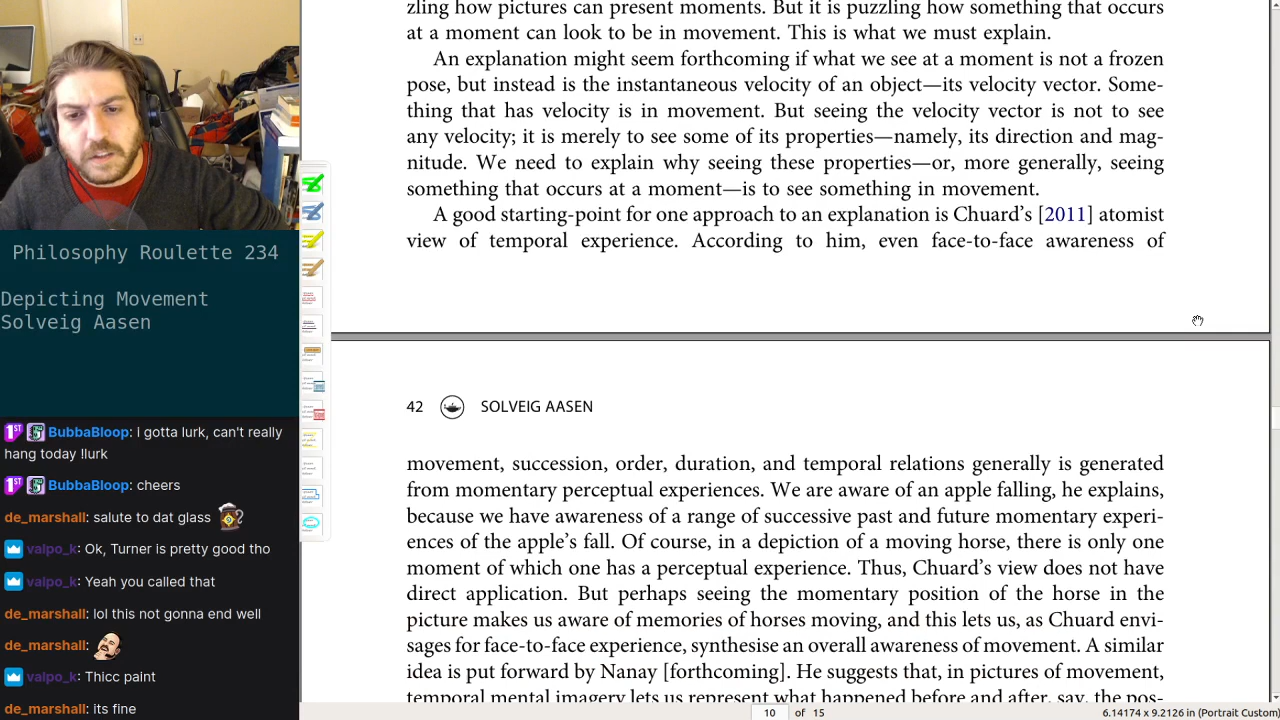 zling how pictures can present moments. But it is puzzling how something that occurs
at a moment can look to be in movement. This is what we must explain.
An explanation might seem forthcoming if what we see at a moment is not a frozen
pose, but instead is the instantaneous velocity of an object—its velocity vector. Some-
thing that has velocity is in movement. But seeing the velocity vector is not to see
any velocity; it is merely to see some of its properties—namely, its direction and mag-
nitude. We need to explain why seeing these properties—or, more generally, seeing
something that occurs at a moment—is to see something in movement.
A good starting-point for one approach to an explanation is Chuard's [2011] atomist
view of temporal experience. According to him, even face-to-face awareness of
42 SOLVEIG AASEN
movement, succession, duration, and temporal relations generally is generated
from momentary perceptual experiences. We can see an apple falling, he explains,
because we have awareness of a range of successive past and future momentary experi-
ences of the apple's fall. Of course, in a depiction of a moving horse, there is only one
moment of which one has a perceptual experience. Thus, Chuard's view does not have
direct application. But perhaps seeing the momentary position of the horse in the
picture makes us aware of memories of horses moving, and this lets us, as Chuard envi-
sages for face-to-face experience, synthesise an overall awareness of movement. A similar
idea is put forward by Nanay [forthcoming]. He suggests that, in pictures of movement,
temporal mental imagery lets us represent what happened before and after, say, the pos-
10 of 15
6.14174 x 9.2126 in (Portrait Custom)
Philosophy Roulette 234
Depicting Movement
Solveig Aasen
BubbaBloop: I gotta lurk, can't really
hang today !lurk
BubbaBloop: cheers
de_marshall: salute to dat glass
valpo_k: Ok, Turner is pretty good tho
valpo_k: Yeah you called that
de_marshall: lol this not gonna end well
de_marshall:
valpo_k: Thicc paint
de_marshall: its fine